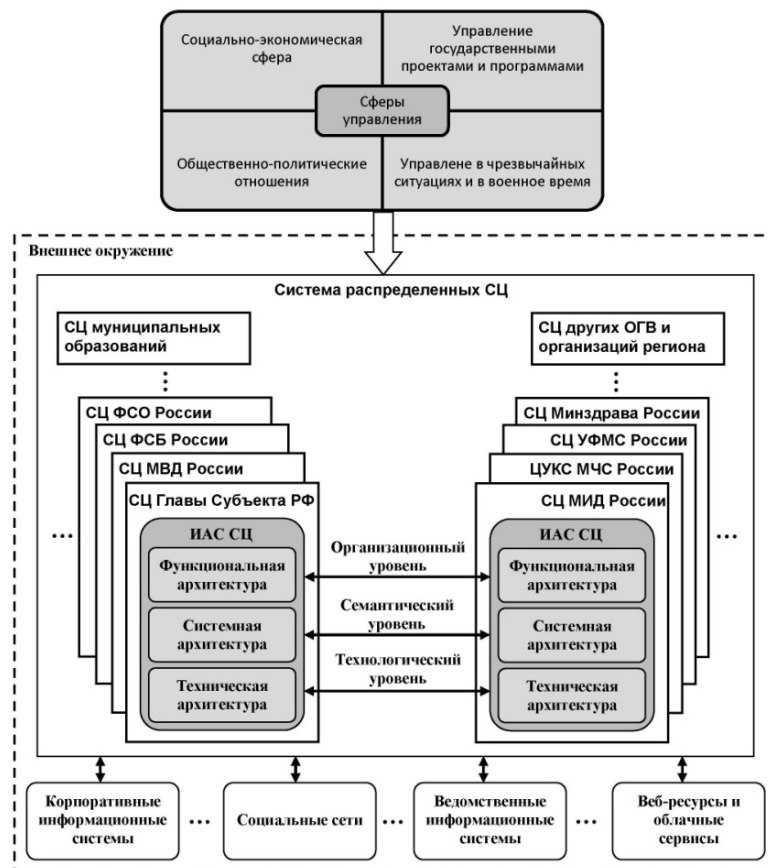 Социально-экономическая
сфера
Управление
государственными
проектами и программами
Сферы
управления
Общественно-политические
отношения
Управлене в чрезвычайных
ситуациях и в военное время
Внешнее окружение
Система распределенных СЦ
СЦ муниципальных
образований
СЦ других ОГВ и
организаций региона
СЦ ФСО России
СЦ ФСБ России
СЦ МВД России
СЦ Главы Субъекта РФ
СЦ Минздрава России
СЦ УФМС России
ЦУКС МЧС России
СЦ МИД России
...
ИАС СЦ
Функциональная
архитектура
Системная
архитектура
Техническая
архитектура
Организационный
уровень
Семантический
уровень
Технологический
уровень
ИАС СЦ
Функциональная
архитектура
Системная
архитектура
Техническая
архитектура
...
Корпоративные
информационные
системы
...
Социальные сети
...
Ведомственные
информационные
системы
...
Веб-ресурсы и
облачные
сервисы